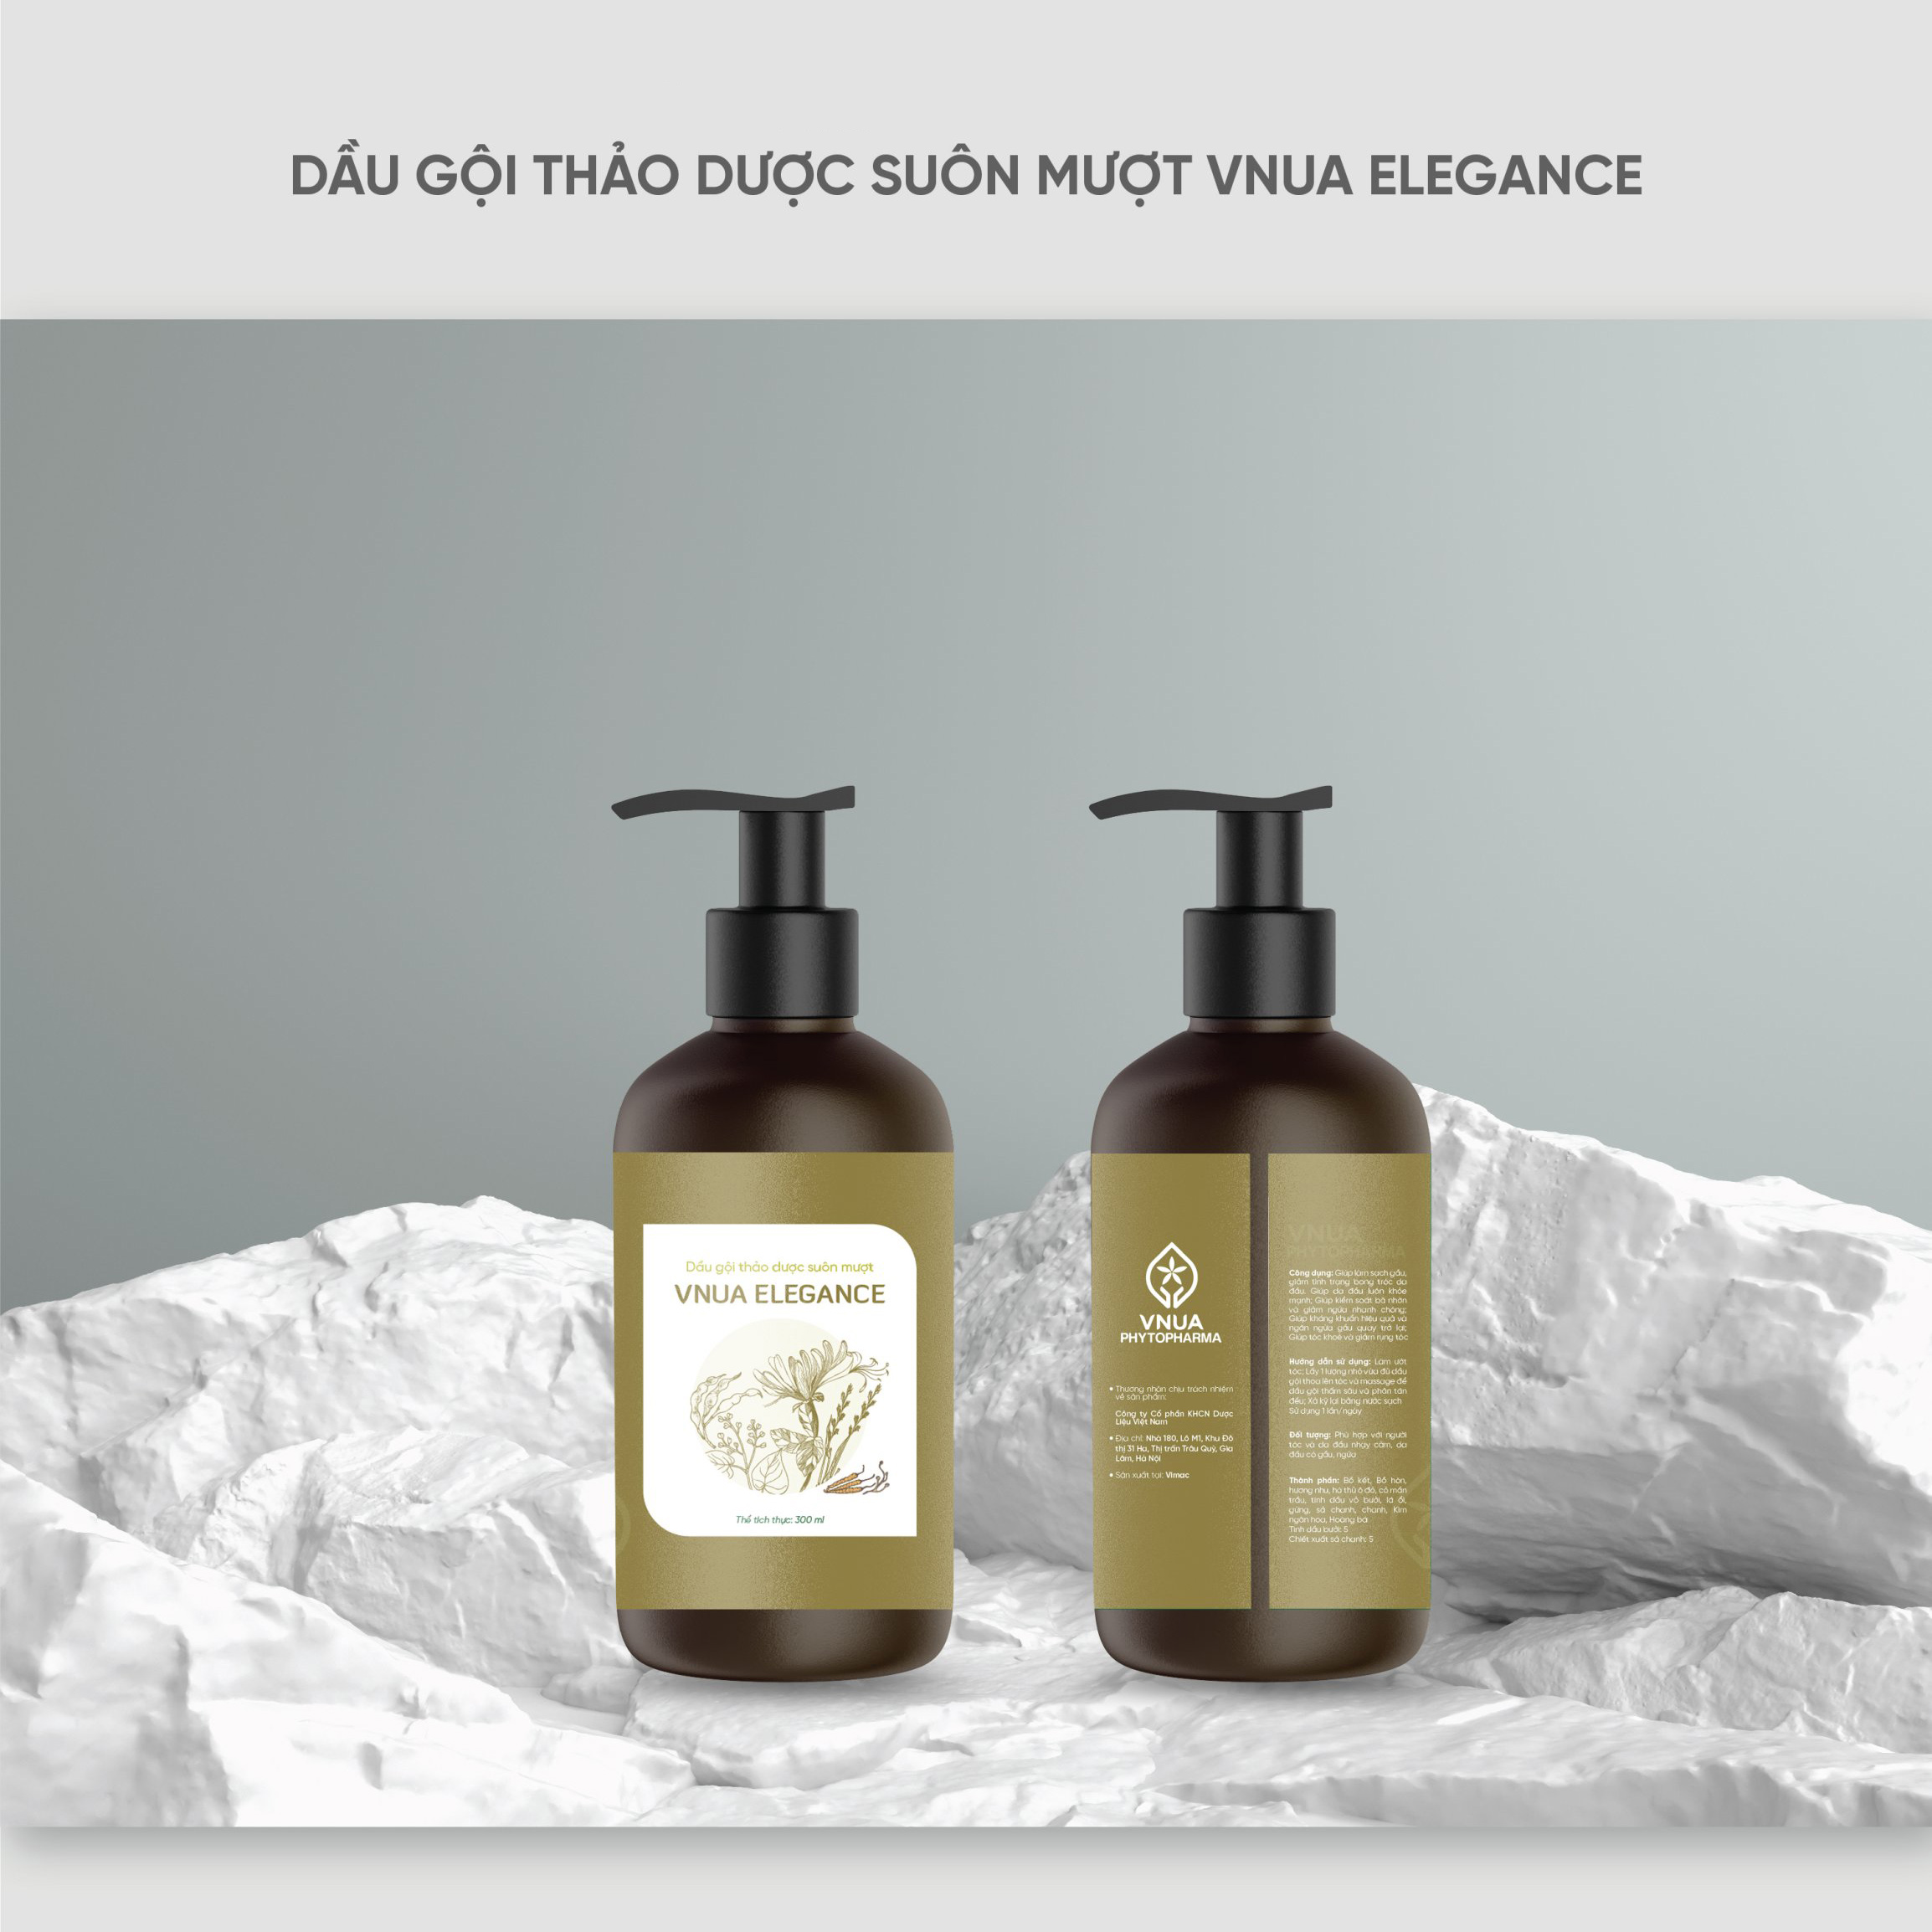 DẦU GỘI THẢO DƯỢC SUÔN MƯỢT VNUA ELEGANCE
Dầu gội thảo dược suôn mượt
VNUA ELEGANCE
Thể tích thực: 300 ml
VNUA
PHYTOPHARMA
• Thương nhân chịu trách nhiệm
về sản phẩm:
Công ty Cổ phần KHCN Dược
Liệu Việt Nam
• Địa chỉ: Nhà 180, Lô M1, Khu Đô
thị 31 Ha, Thị trấn Trâu Quỳ, Gia
Lâm, Hà Nội
• Sản xuất tại: Vimac
VNUA
PHYTOPHARMA
Công dụng: Giúp làm sạch gầu,
giảm tình trạng bong tróc da
đầu. Giúp da đầu luôn khỏe
mạnh; Giúp kiểm soát bã nhờn
và giảm ngứa nhanh chóng;
Giúp kháng khuẩn hiệu quả và
ngăn ngừa gầu quay trở lại;
Giúp tóc khoẻ và giảm rụng tóc
Hướng dẫn sử dụng: Làm ướt
tóc; Lấy 1 lượng nhỏ vừa đủ dầu
gội thoa lên tóc và massage để
dầu gội thấm sâu và phân tán
đều; Xả kỹ lại bằng nước sạch
Sử dụng 1 lần/ngày
Đối tượng: Phù hợp với người
tóc và da đầu nhạy cảm, da
đầu có gầu, ngứa
Thành phần: Bồ kết, Bồ hòn,
hương nhu, hà thủ ô đỏ, cỏ mần
trầu, tinh dầu vỏ bưởi, lá ổi,
gừng, sả chanh, chanh, Kim
ngân hoa, Hoàng bá
Tinh dầu bưởi: 5
Chiết xuất sả chanh: 5